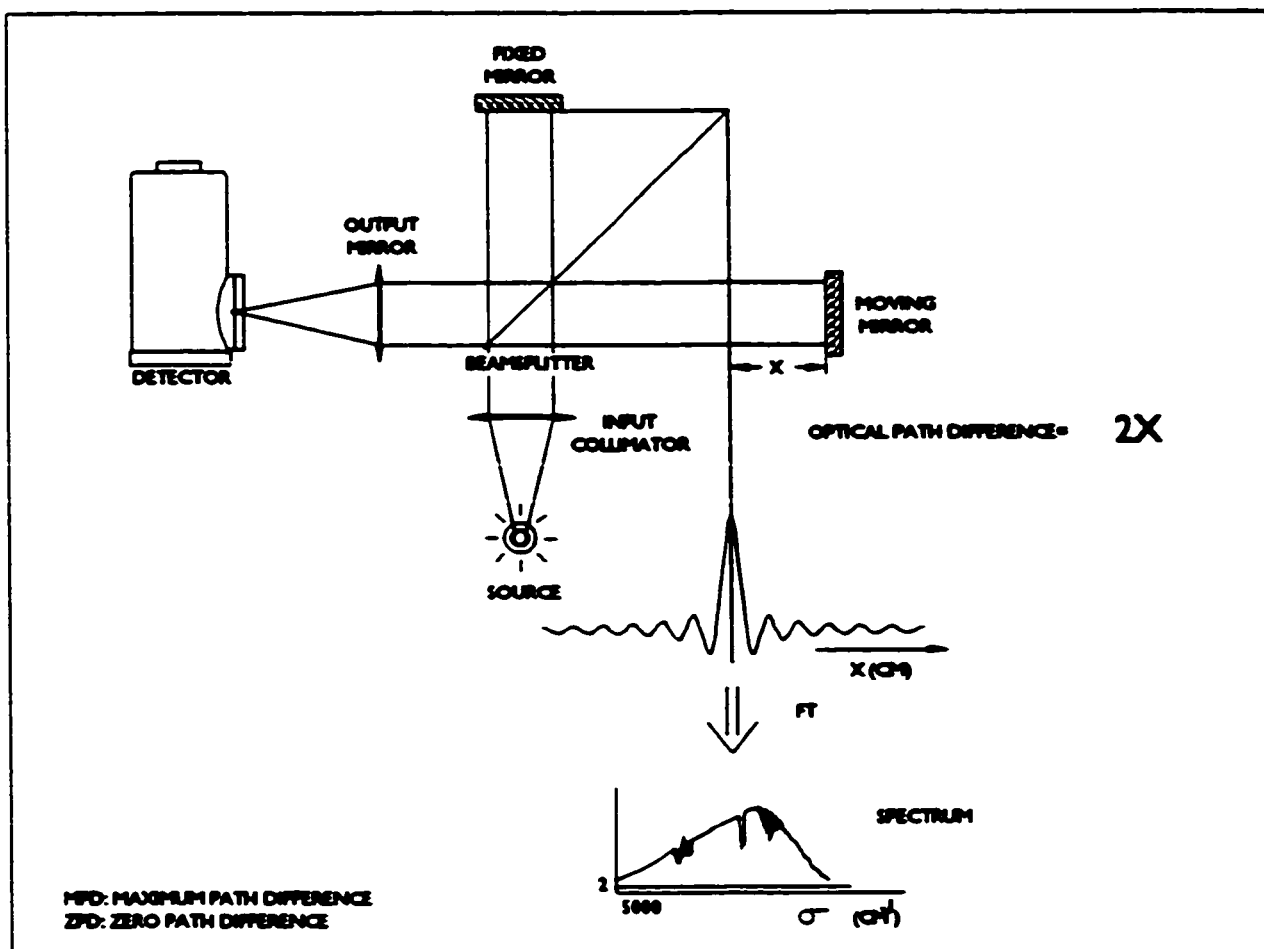 FIXED
MIRROR
OUTPUT
MIRROR
MOVING
MIRROR
DETECTOR
BEAMSPLITTER
X
INPUT
COLLIMATOR
OPTICAL PATH DIFFERENCE= 2X
SOURCE
X (CM)
FT
SPECTRUM
2
5000
σ (CM⁻¹)
MPD: MAXIMUM PATH DIFFERENCE
ZPD: ZERO PATH DIFFERENCE